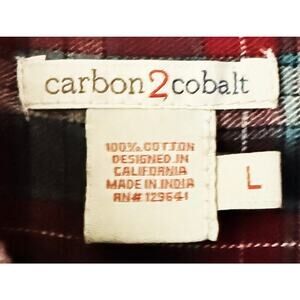 carbon2cobalt
100% COTTON
DESIGNED IN
CALIFORNIA
MADE IN INDIA
RN# 129641
L